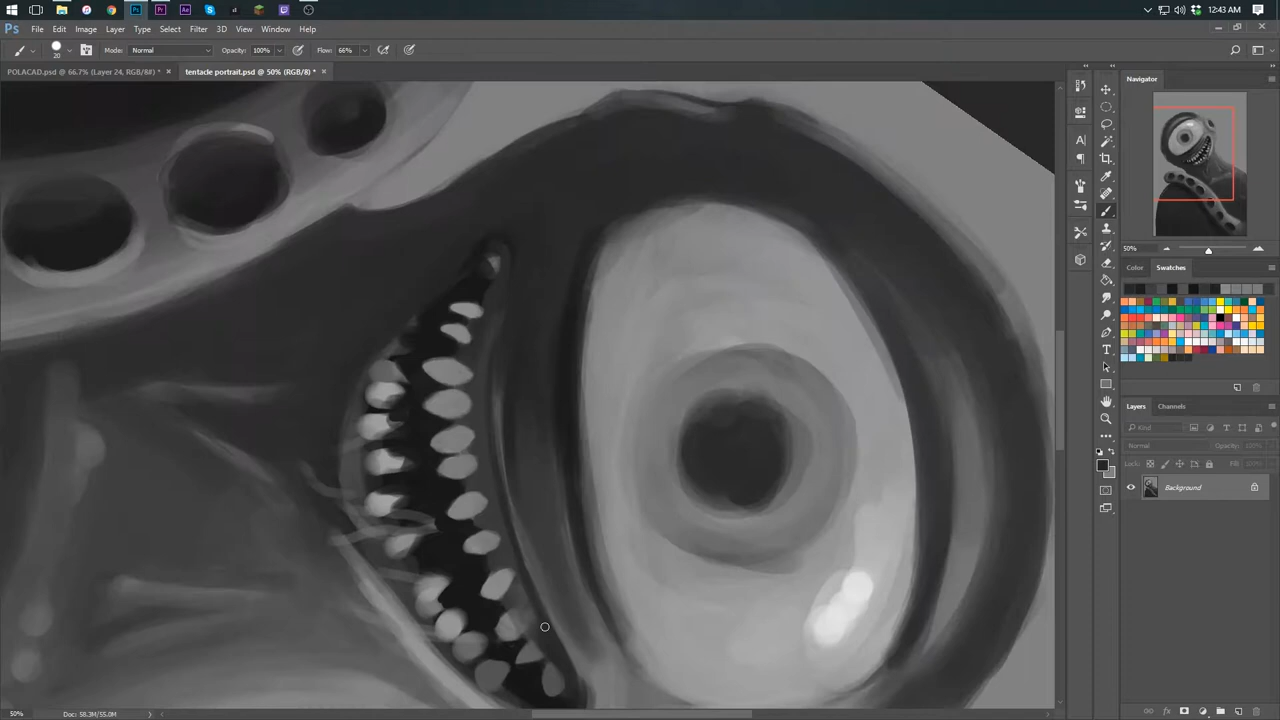 12:43 AM
Ps File Edit Image Layer Type Select Filter 3D View Window Help
20 Mode: Normal Opacity: 100% Flow: 66%
POLACAD.psd @ 66.7% (Layer 24, RGB/8#) * × tentacle portrait.psd @ 50% (RGB/8) * ×
Navigator
50%
Color Swatches
Layers Channels
Kind
Normal Opacity: 100%
Lock: Fill:
Background
50% Doc: 58.3M/55.0M